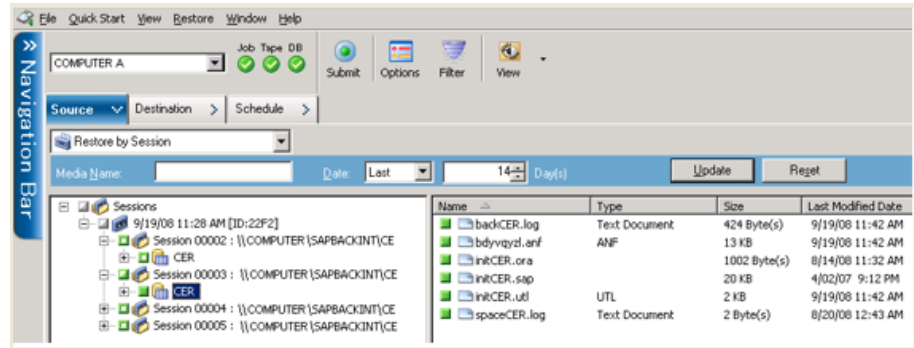 File Quick Start View Restore Window Help
» Navigation Bar
COMPUTER A
Job Tape DB
Submit Options Filter View
Source Destination > Schedule >
Restore by Session
Media Name: Date: Last 14 Day(s) Update Reset
Sessions
9/19/08 11:28 AM [ID:22F2]
Session 00002 : \\COMPUTER\SAPBACKINT\CE
CER
Session 00003 : \\COMPUTER\SAPBACKINT\CE
CER
Session 00004 : \\COMPUTER\SAPBACKINT\CE
Session 00005 : \\COMPUTER\SAPBACKINT\CE
Name Type Size Last Modified Date
backCER.log Text Document 424 Byte(s) 9/19/08 11:42 AM
bdyvqyzl.anf ANF 13 KB 9/19/08 11:42 AM
initCER.ora 1002 Byte(s) 8/14/08 11:32 AM
initCER.sap 20 KB 4/02/07 9:12 PM
initCER.utl UTL 2 KB 9/19/08 11:42 AM
spaceCER.log Text Document 2 Byte(s) 8/20/08 12:43 AM